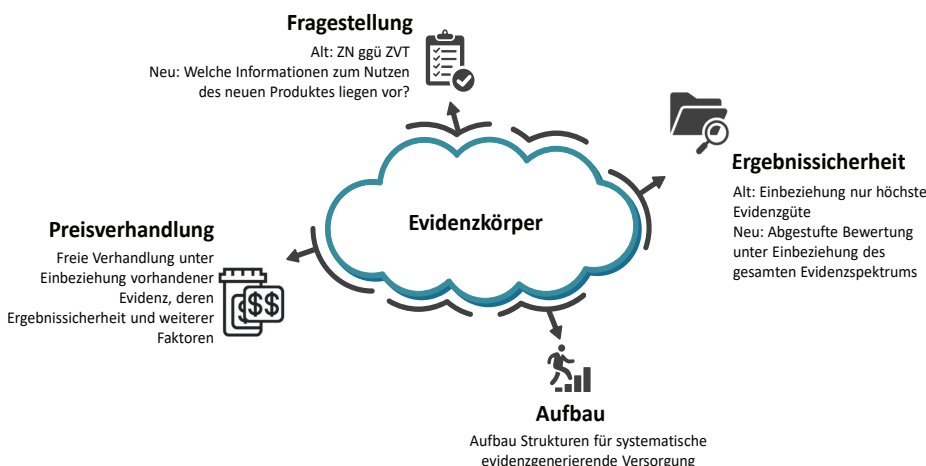 Fragestellung
Alt: ZN ggü ZVT
Neu: Welche Informationen zum Nutzen
des neuen Produktes liegen vor?
Ergebnissicherheit
Alt: Einbeziehung nur höchste
Evidenzgüte
Neu: Abgestufte Bewertung
unter Einbeziehung des
gesamten Evidenzspektrums
Evidenzkörper
Preisverhandlung
Freie Verhandlung unter
Einbeziehung vorhandener
Evidenz, deren
Ergebnissicherheit und weiterer
Faktoren
$$$
Aufbau
Aufbau Strukturen für systematische
evidenzgenerierende Versorgung